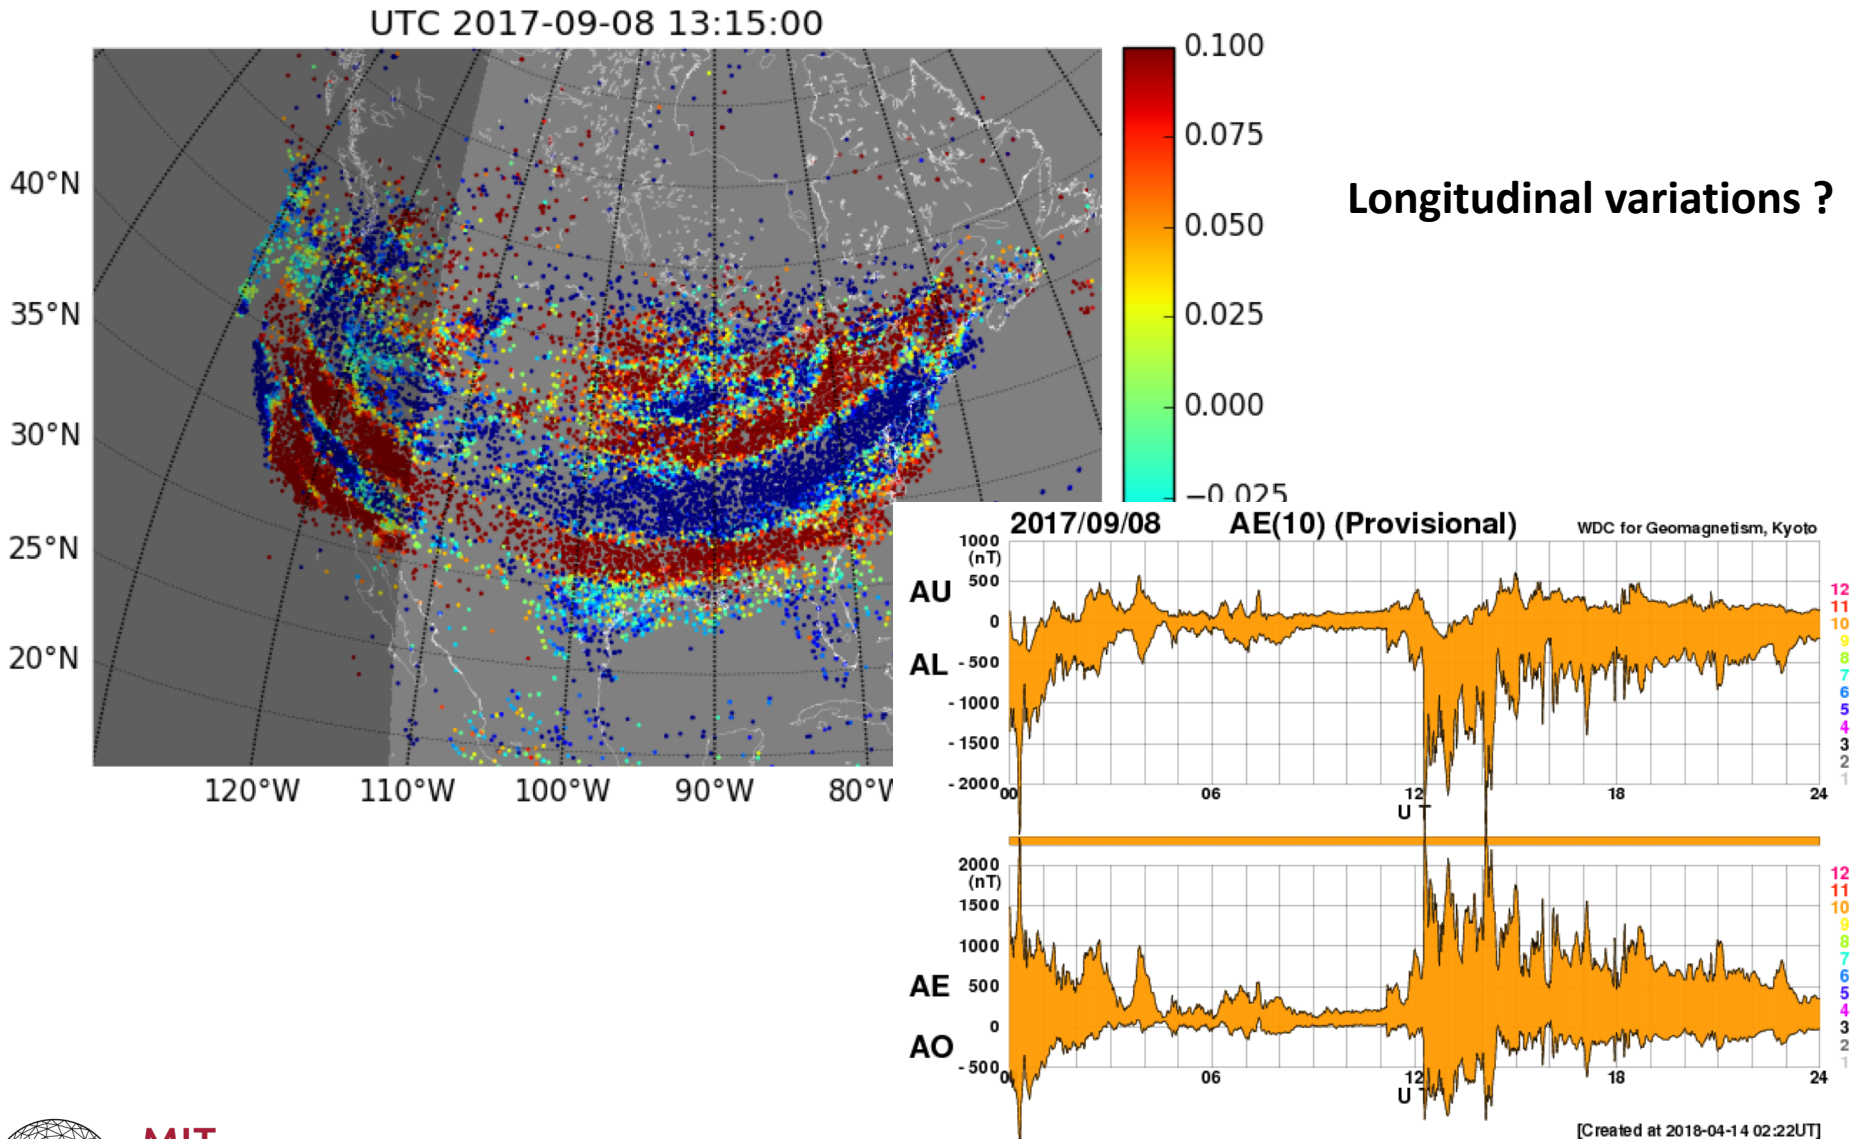 UTC 2017-09-08 13:15:00
0.100
0.075
0.050
0.025
0.000
−0.025
40°N
35°N
30°N
25°N
20°N
120°W 110°W 100°W 90°W 80°W
Longitudinal variations ?
2017/09/08 AE(10) (Provisional) WDC for Geomagnetism, Kyoto
1000
(nT)
500
0
-500
-1000
-1500
-2000
AU
AL
00 06 12 18 24
U T
12
11
10
9
8
7
6
5
4
3
2
1
2000
(nT)
1500
1000
500
0
-500
AE
AO
00 06 12 18 24
U T
12
11
10
9
8
7
6
5
4
3
2
1
[Created at 2018-04-14 02:22UT]
MIT